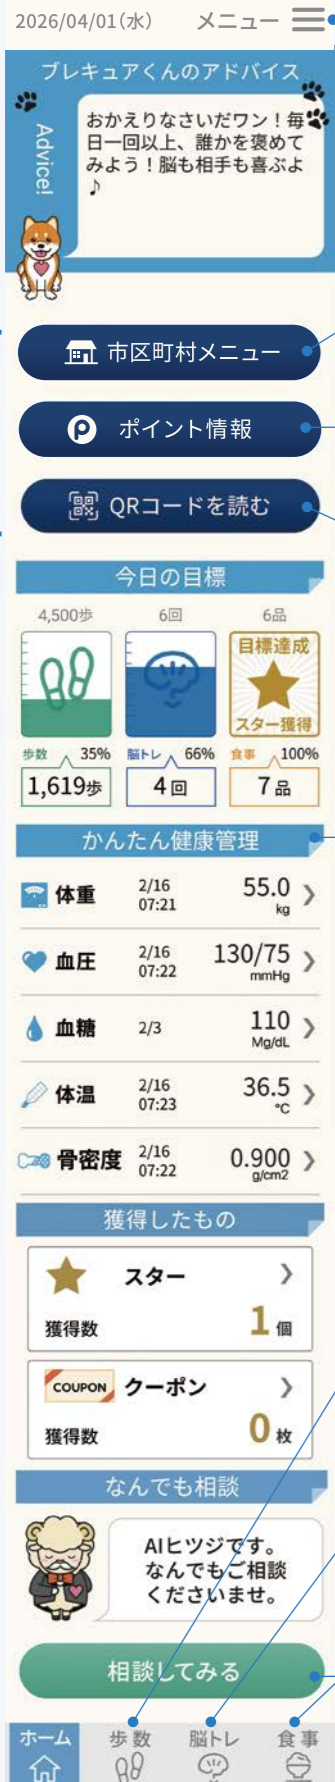 2026/04/01(水) メニュー
ブレキュアくんのアドバイス
Advice!
おかえりなさいだワン！毎
日一回以上、誰かを褒めて
みよう！脳も相手も喜ぶよ
♪
市区町村メニュー
P ポイント情報
QRコードを読む
今日の目標
4,500歩 6回 6品
目標達成
スター獲得
歩数 35% 脳トレ 66% 食事 100%
1,619歩 4回 7品
かんたん健康管理
体重 2/16 07:21 55.0 kg
血圧 2/16 07:22 130/75 mmHg
血糖 2/3 110 Mg/dL
体温 2/16 07:23 36.5 °C
骨密度 2/16 07:22 0.900 g/cm2
獲得したもの
スター
獲得数 1個
COUPON クーポン
獲得数 0枚
なんでも相談
AIヒツジです。
なんでもご相談
くださいませ。
相談してみる
ホーム 歩数 脳トレ 食事